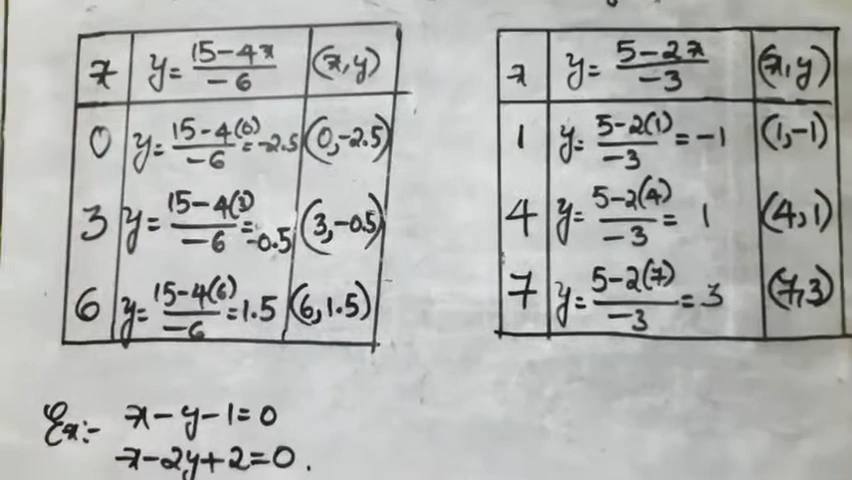 x y = (15-4x)/-6 (x,y)
0 y = (15-4(0))/-6 = -2.5 (0,-2.5)
3 y = (15-4(3))/-6 = -0.5 (3,-0.5)
6 y = (15-4(6))/-6 = 1.5 (6,1.5)
x y = (5-2x)/-3 (x,y)
1 y = (5-2(1))/-3 = -1 (1,-1)
4 y = (5-2(4))/-3 = 1 (4,1)
7 y = (5-2(7))/-3 = 3 (7,3)
Ex:- x-y-1=0
x-2y+2=0.